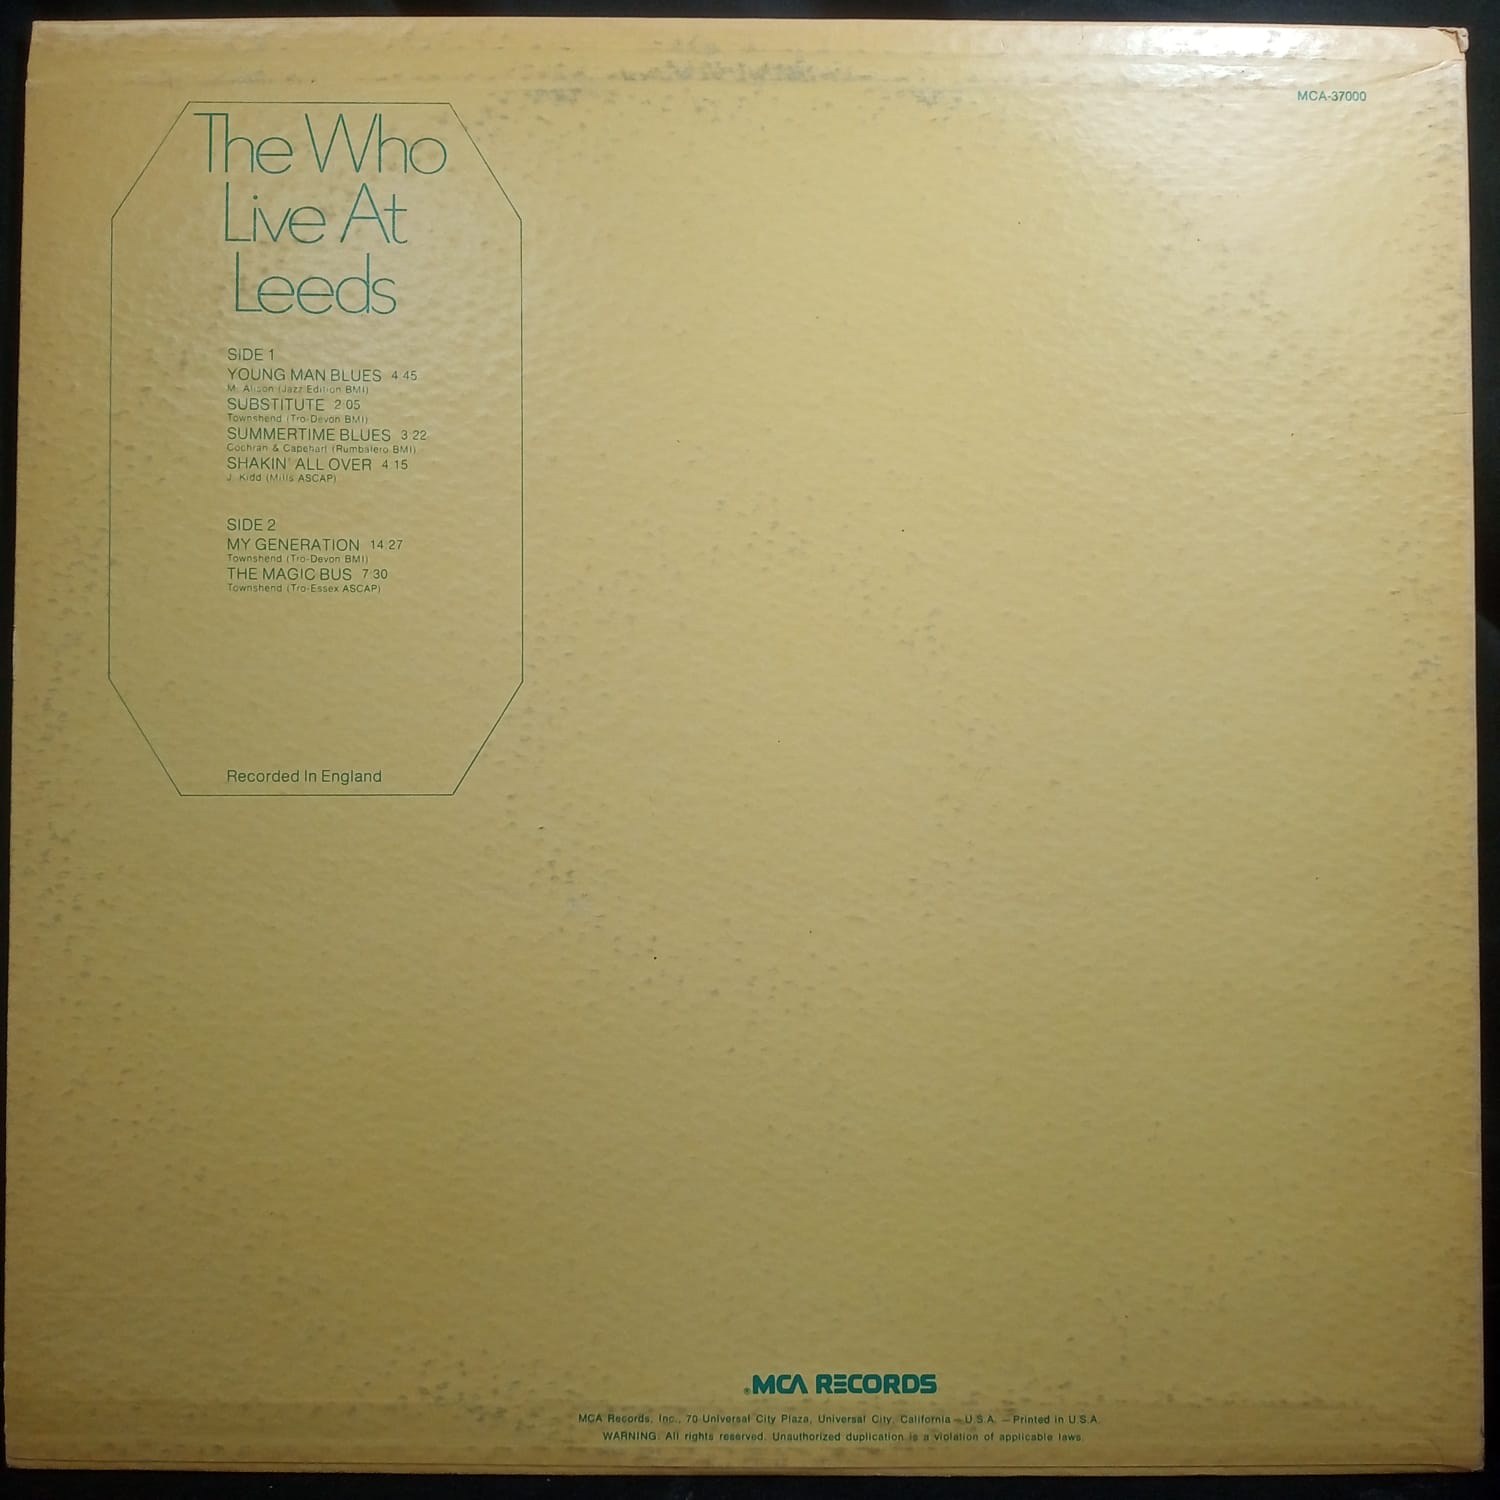 MCA-37000
The Who
Live At
Leeds
SIDE 1
YOUNG MAN BLUES 4 45
M. Alison (Jazz Edition BMI)
SUBSTITUTE 2 05
Townshend (Tro-Devon BMI)
SUMMERTIME BLUES 3 22
Cochran & Capehart (Rumbalero BMI)
SHAKIN' ALL OVER 4 15
J. Kidd (Mills ASCAP)
SIDE 2
MY GENERATION 14 27
Townshend (Tro-Devon BMI)
THE MAGIC BUS 7 30
Townshend (Tro-Essex ASCAP)
Recorded In England
®MCA RECORDS
MCA Records, Inc., 70 Universal City Plaza, Universal City, California — U.S.A. — Printed in U.S.A.
WARNING: All rights reserved. Unauthorized duplication is a violation of applicable laws.